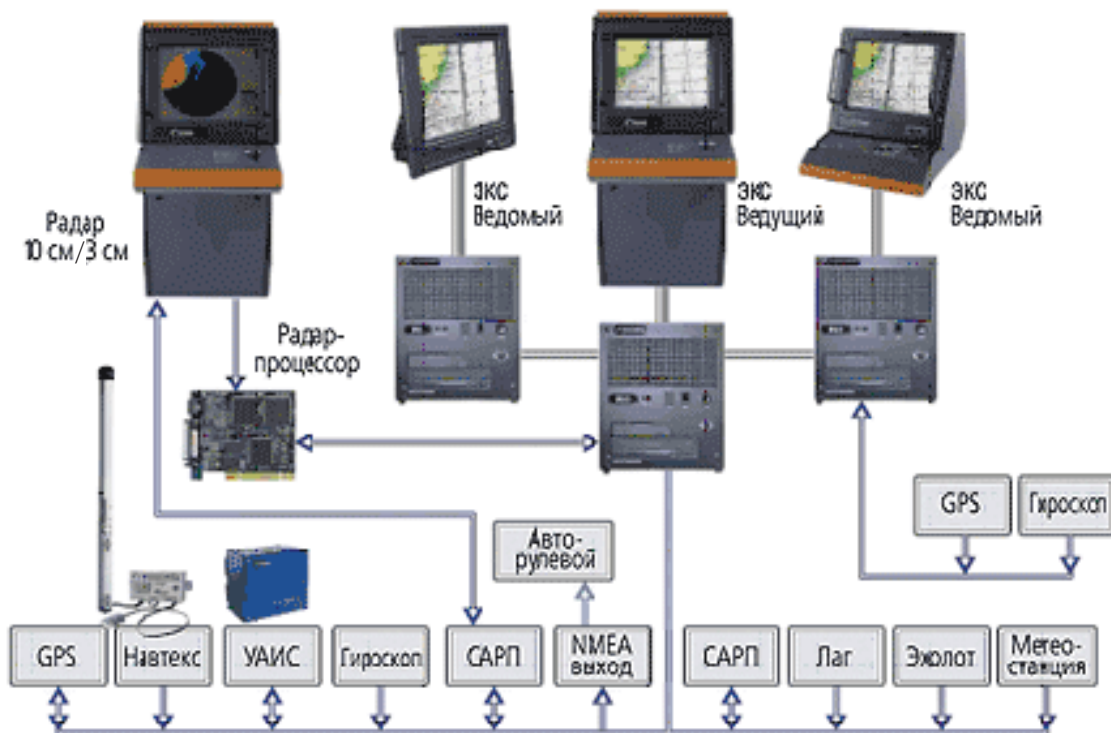 Радар
10 см/3 см
ЭКС
Ведомый
ЭКС
Ведущий
ЭКС
Ведомый
Радар-
процессор
GPS
Гироскоп
Авто-
рулевой
GPS
Навтекс
УАИС
Гироскоп
САРП
NMEA
выход
САРП
Лаг
Эхолот
Метео-
станция